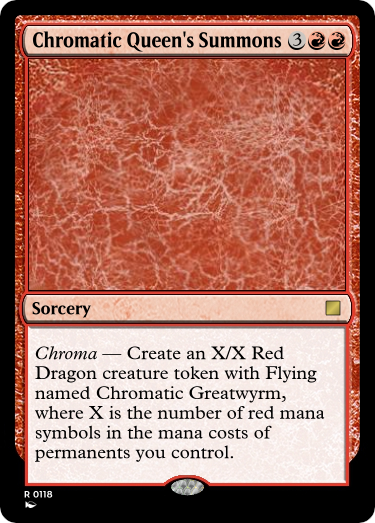 Chromatic Queen's Summons 3
Sorcery
Chroma — Create an X/X Red
Dragon creature token with Flying
named Chromatic Greatwyrm,
where X is the number of red mana
symbols in the mana costs of
permanents you control.
R 0118